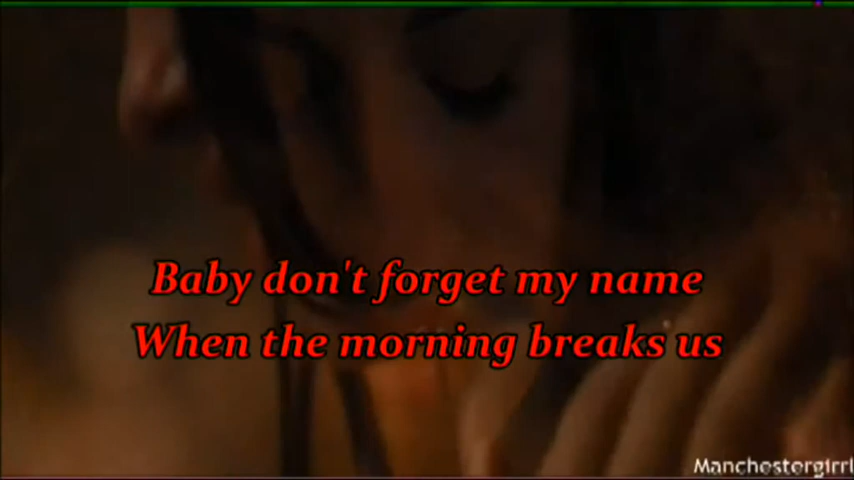 Baby don't forget my name
When the morning breaks us
Manchestergirrl